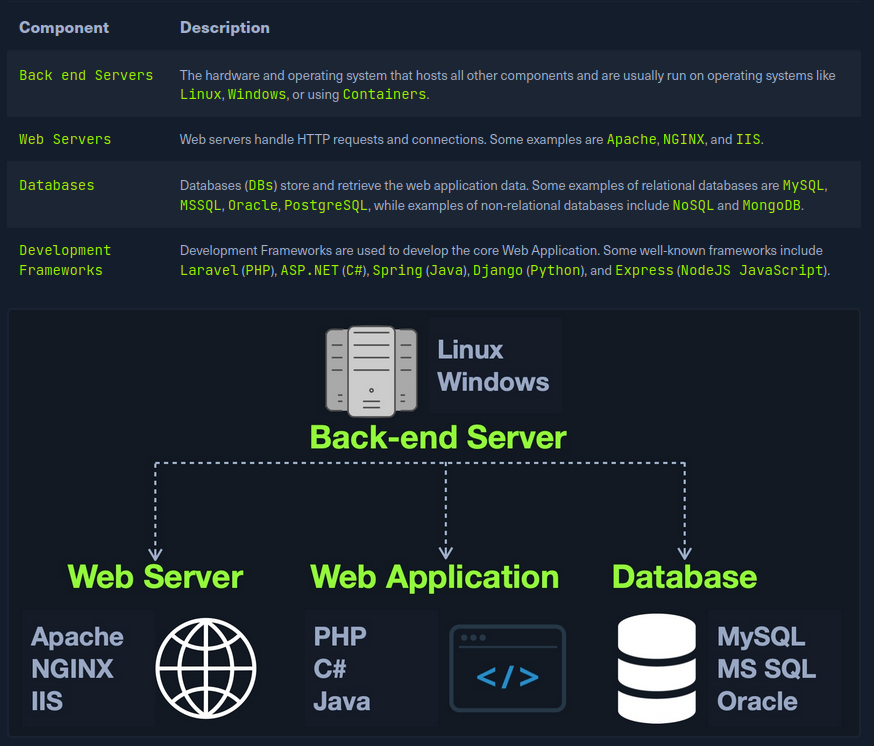 Component Description
Back end Servers
The hardware and operating system that hosts all other components and are usually run on operating systems like
Linux, Windows, or using Containers.
Web Servers
Web servers handle HTTP requests and connections. Some examples are Apache, NGINX, and IIS.
Databases
Databases (DBs) store and retrieve the web application data. Some examples of relational databases are MySQL,
MSSQL, Oracle, PostgreSQL, while examples of non-relational databases include NoSQL and MongoDB.
Development
Frameworks
Development Frameworks are used to develop the core Web Application. Some well-known frameworks include
Laravel (PHP), ASP.NET (C#), Spring (Java), Django (Python), and Express (NodeJS JavaScript).
Linux
Windows
Back-end Server
Web Server
Apache
NGINX
IIS
Web Application
PHP
C#
Java
</>
Database
MySQL
MS SQL
Oracle